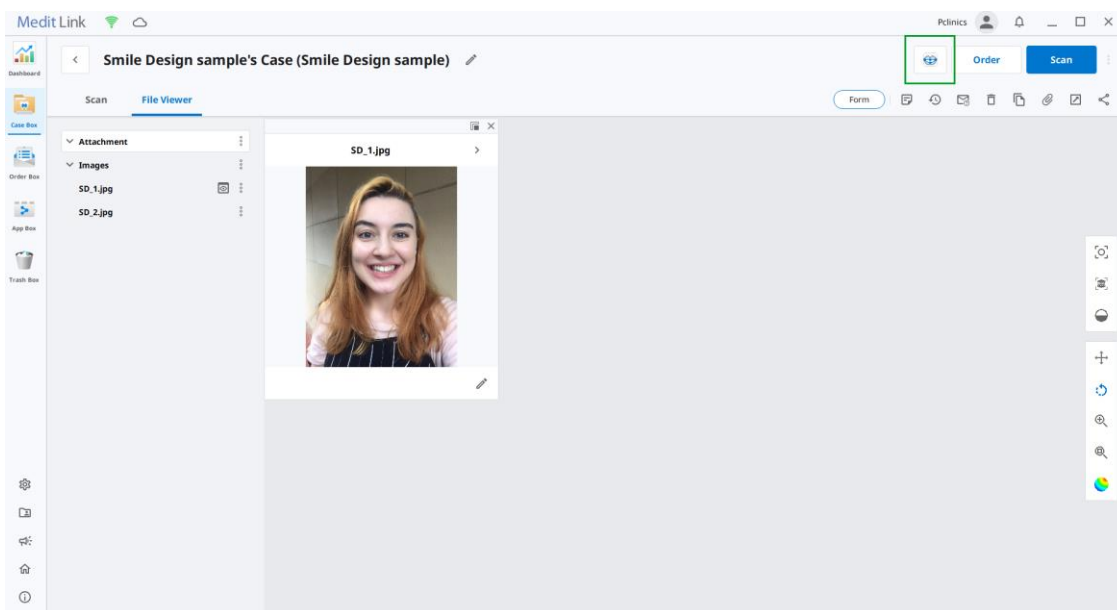 Medit Link
Pclinics
Dashboard
Smile Design sample's Case (Smile Design sample)
Order
Scan
Scan
File Viewer
Form
Case Box
Attachment
SD_1.jpg
Images
Order Box
SD_1.jpg
SD_2.jpg
App Box
Trash Box